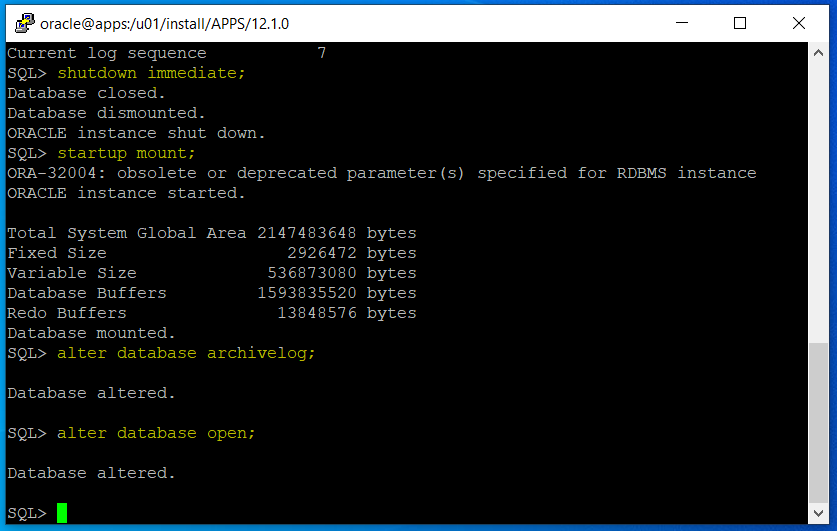 oracle@apps:/u01/install/APPS/12.1.0
Current log sequence           7
SQL> shutdown immediate;
Database closed.
Database dismounted.
ORACLE instance shut down.
SQL> startup mount;
ORA-32004: obsolete or deprecated parameter(s) specified for RDBMS instance
ORACLE instance started.

Total System Global Area 2147483648 bytes
Fixed Size                  2926472 bytes
Variable Size             536873080 bytes
Database Buffers         1593835520 bytes
Redo Buffers               13848576 bytes
Database mounted.
SQL> alter database archivelog;

Database altered.

SQL> alter database open;

Database altered.

SQL>